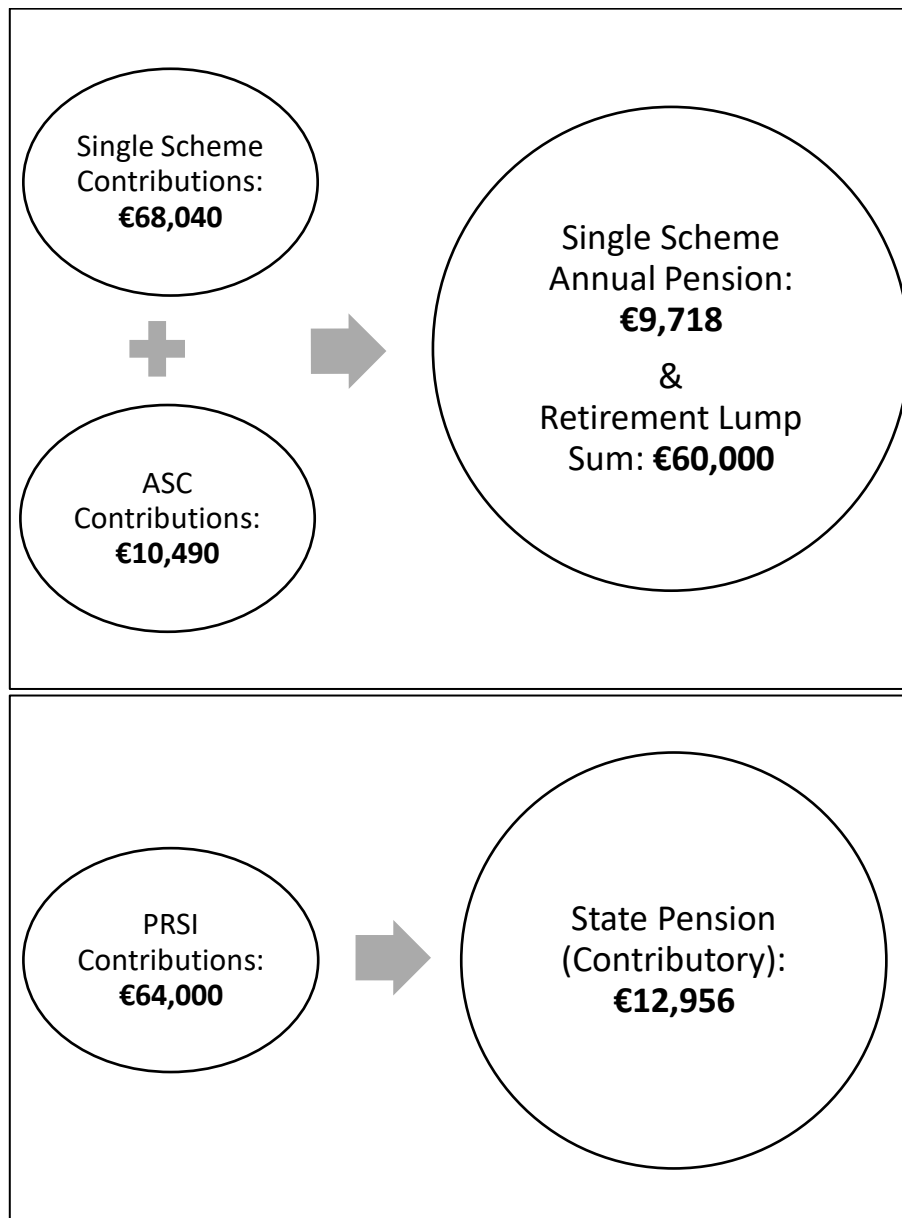 Single Scheme
Contributions:
€68,040
ASC
Contributions:
€10,490
Single Scheme
Annual Pension:
€9,718
&
Retirement Lump
Sum: €60,000
PRSI
Contributions:
€64,000
State Pension
(Contributory):
€12,956